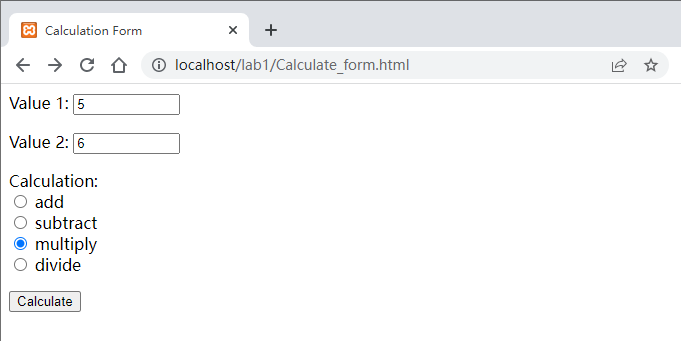 Calculation Form
localhost/lab1/Calculate_form.html
Value 1: 5
Value 2: 6
Calculation:
add
subtract
multiply
divide
Calculate